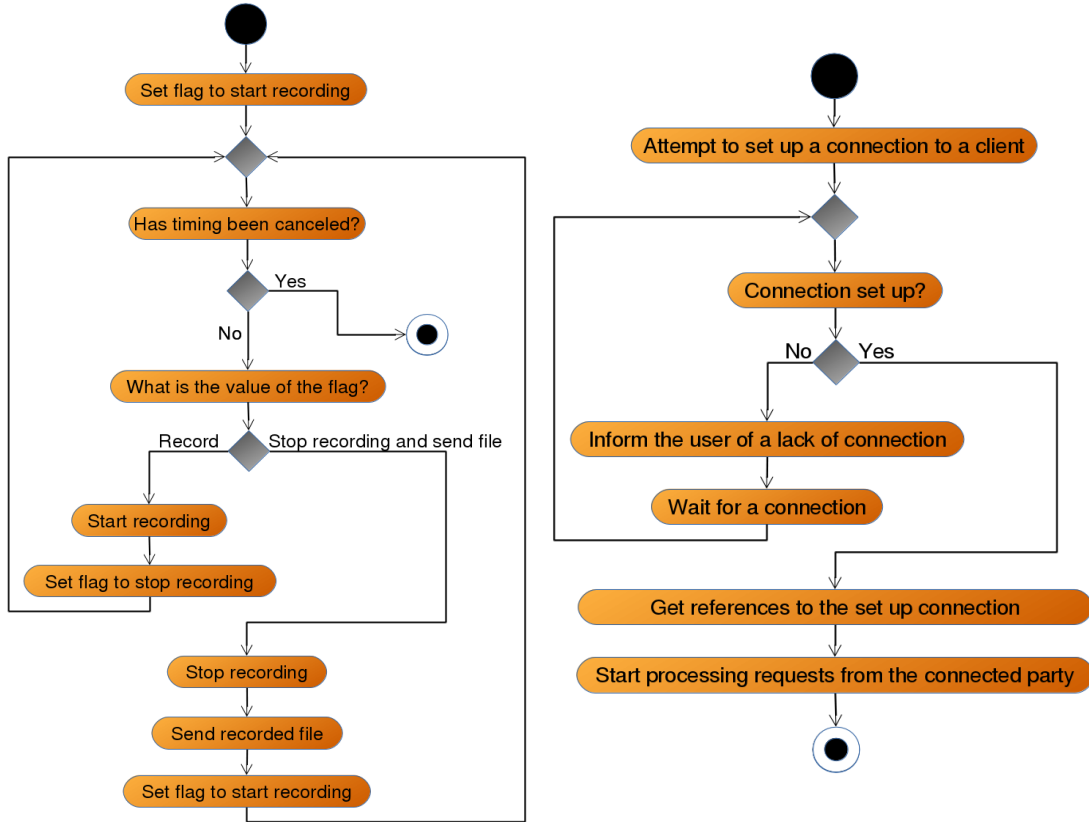 Set flag to start recording
Has timing been canceled?
Yes
No
What is the value of the flag?
Record
Stop recording and send file
Start recording
Set flag to stop recording
Stop recording
Send recorded file
Set flag to start recording
Attempt to set up a connection to a client
Connection set up?
No
Yes
Inform the user of a lack of connection
Wait for a connection
Get references to the set up connection
Start processing requests from the connected party